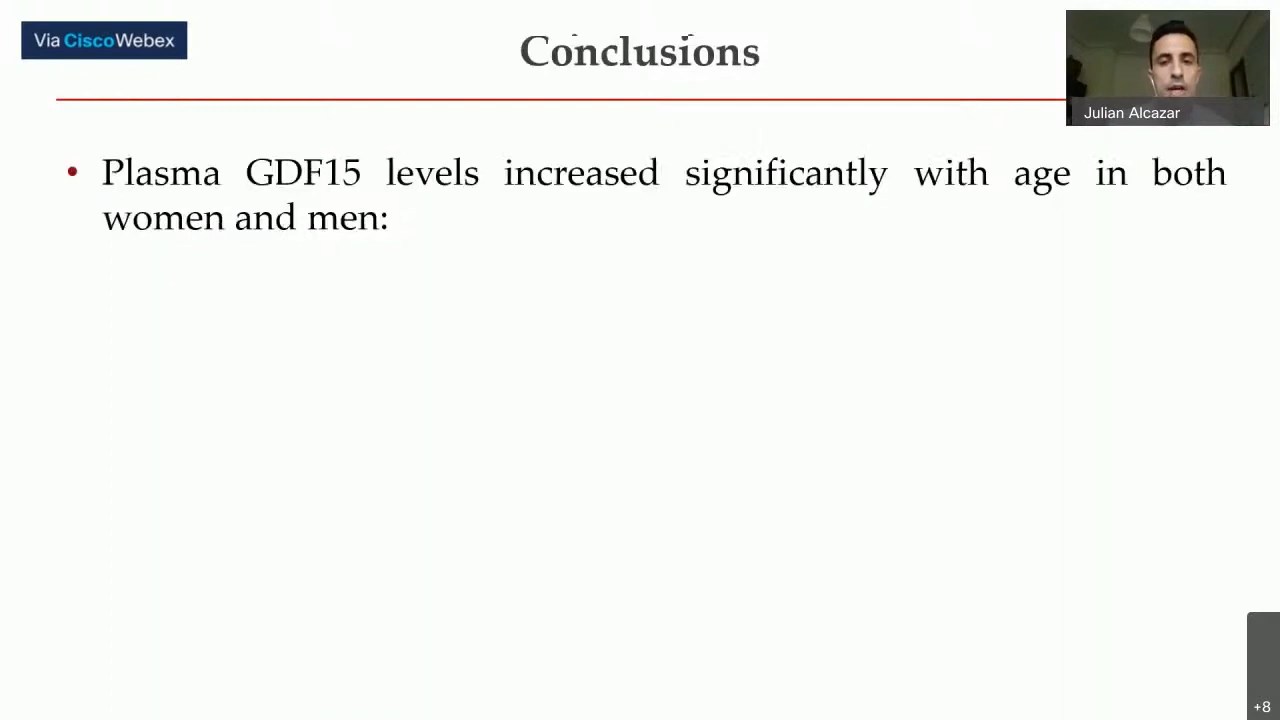 Via CiscoWebex
Conclusions
Julian Alcazar
• Plasma GDF15 levels increased significantly with age in both
women and men:
+8